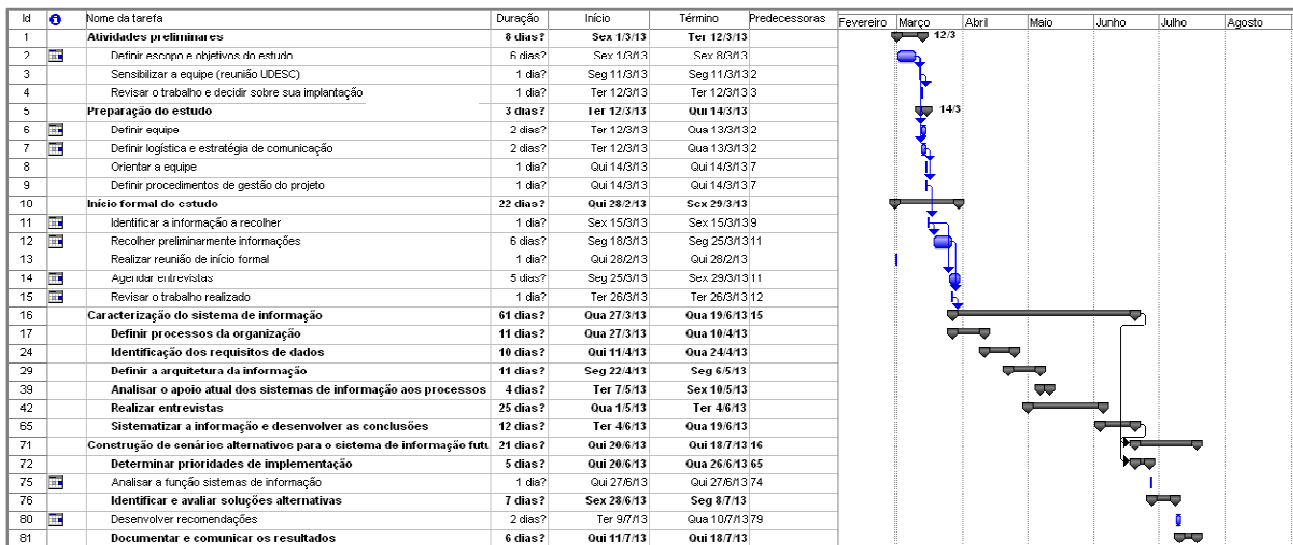 Id Nome da tarefa Duração Início Término Predecessoras Fevereiro Março Abril Maio Junho Julho Agosto
1 Atividades preliminares 8 dias? Sex 1/3/13 Ter 12/3/13 12/3
2 Definir escopo e objetivos do estudo 6 dias? Sex 1/3/13 Sex 8/3/13
3 Sensibilizar a equipe (reunião UDESC) 1 dia? Seg 11/3/13 Seg 11/3/13 2
4 Revisar o trabalho e decidir sobre sua implantação 1 dia? Ter 12/3/13 Ter 12/3/13 3
5 Preparação do estudo 3 dias? Ter 12/3/13 Qui 14/3/13 14/3
6 Definir equipe 2 dias? Ter 12/3/13 Qua 13/3/13 2
7 Definir logística e estratégia de comunicação 2 dias? Ter 12/3/13 Qua 13/3/13 2
8 Orientar a equipe 1 dia? Qui 14/3/13 Qui 14/3/13 7
9 Definir procedimentos de gestão do projeto 1 dia? Qui 14/3/13 Qui 14/3/13 7
10 Início formal do estudo 22 dias? Qui 28/2/13 Sex 29/3/13
11 Identificar a informação a recolher 1 dia? Sex 15/3/13 Sex 15/3/13 9
12 Recolher preliminarmente informações 6 dias? Seg 18/3/13 Seg 25/3/13 11
13 Realizar reunião de início formal 1 dia? Qui 28/2/13 Qui 28/2/13
14 Agendar entrevistas 5 dias? Seg 25/3/13 Sex 29/3/13 11
15 Revisar o trabalho realizado 1 dia? Ter 26/3/13 Ter 26/3/13 12
16 Caracterização do sistema de informação 61 dias? Qua 27/3/13 Qua 19/6/13 15
17 Definir processos da organização 11 dias? Qua 27/3/13 Qua 10/4/13
24 Identificação dos requisitos de dados 10 dias? Qui 11/4/13 Qua 24/4/13
29 Definir a arquitetura da informação 11 dias? Seg 22/4/13 Seg 6/5/13
39 Analisar o apoio atual dos sistemas de informação aos processos 4 dias? Ter 7/5/13 Sex 10/5/13
42 Realizar entrevistas 25 dias? Qua 1/5/13 Ter 4/6/13
65 Sistematizar a informação e desenvolver as conclusões 12 dias? Ter 4/6/13 Qua 19/6/13
71 Construção de cenários alternativos para o sistema de informação futu 21 dias? Qui 20/6/13 Qui 18/7/13 16
72 Determinar prioridades de implementação 5 dias? Qui 20/6/13 Qua 26/6/13 65
75 Analisar a função sistemas de informação 1 dia? Qui 27/6/13 Qui 27/6/13 74
76 Identificar e avaliar soluções alternativas 7 dias? Sex 28/6/13 Seg 8/7/13
80 Desenvolver recomendações 2 dias? Ter 9/7/13 Qua 10/7/13 79
81 Documentar e comunicar os resultados 6 dias? Qui 11/7/13 Qui 18/7/13